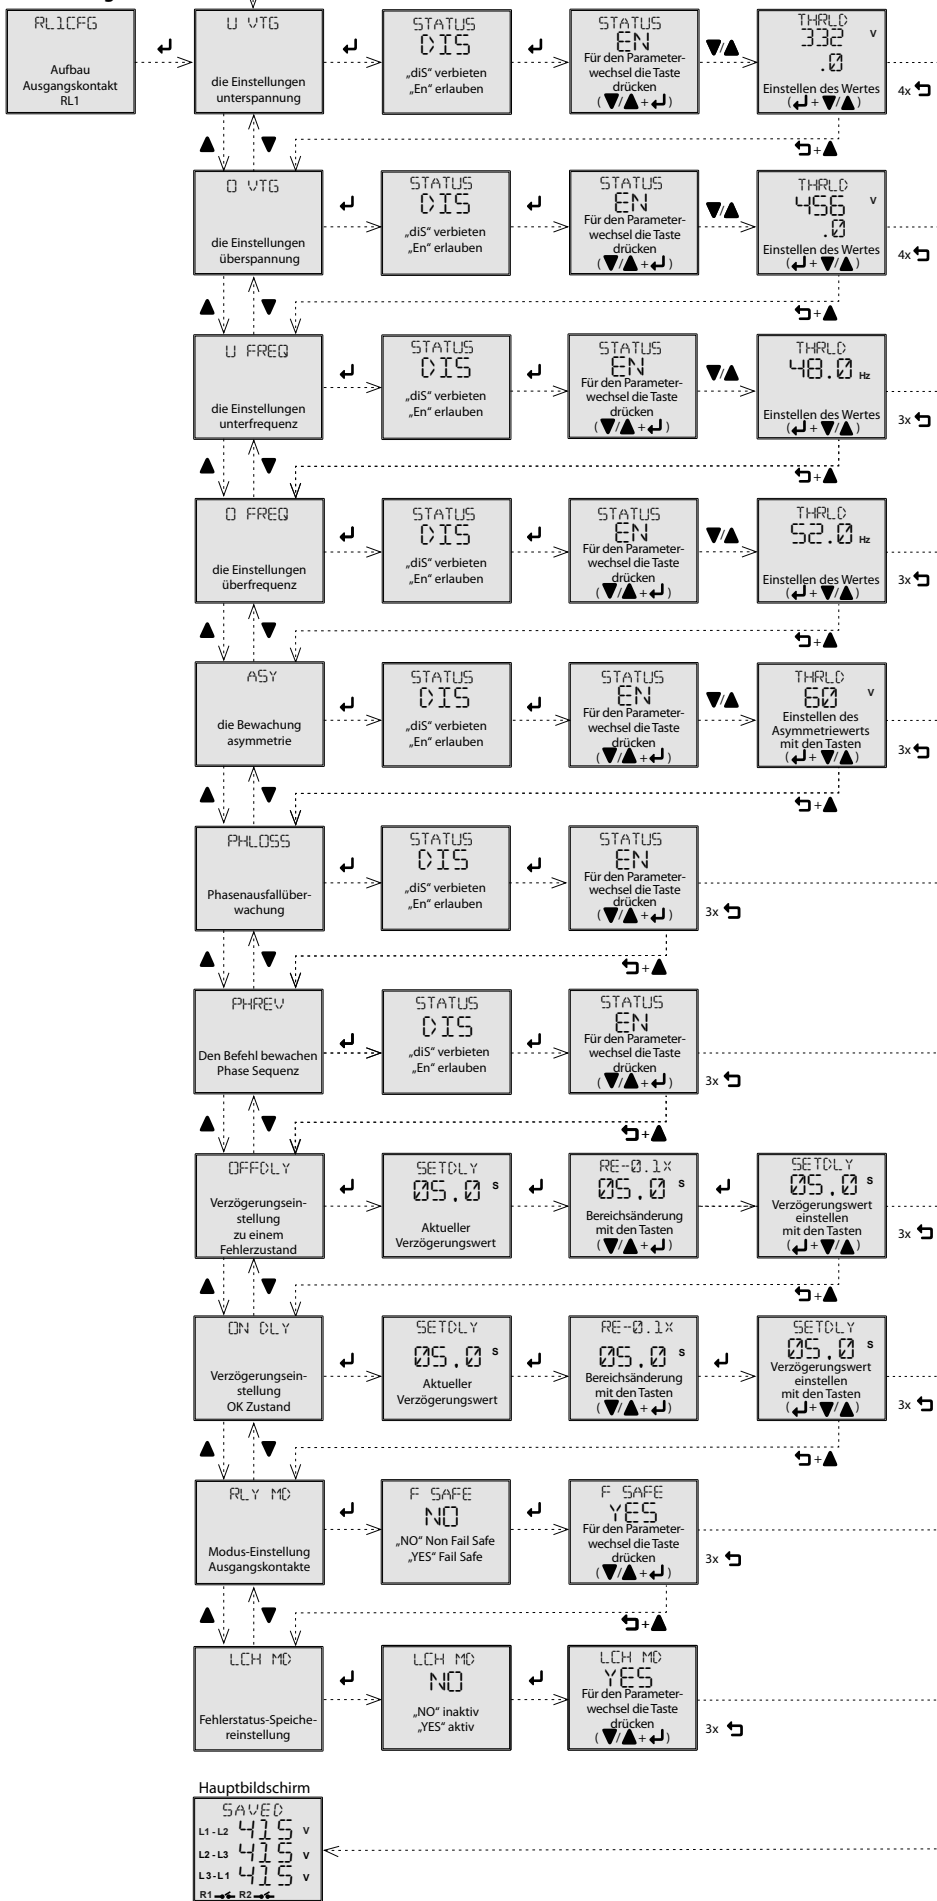 RL1CFG
Aufbau
Ausgangskontakt
RL1
U VTG
die Einstellungen
unterspannung
STATUS
DIS
„diS“ verbieten
„En“ erlauben
STATUS
EN
Für den Parameter-
wechsel die Taste
drücken
(▼/▲+↵)
▼/▲
THRLD
332 V
.0
Einstellen des Wertes
(↵+▼/▲)
4x
+▲
O VTG
die Einstellungen
überspannung
STATUS
DIS
„diS“ verbieten
„En“ erlauben
STATUS
EN
Für den Parameter-
wechsel die Taste
drücken
(▼/▲+↵)
▼/▲
THRLD
456 V
.0
Einstellen des Wertes
(↵+▼/▲)
4x
+▲
U FREQ
die Einstellungen
unterfrequenz
STATUS
DIS
„diS“ verbieten
„En“ erlauben
STATUS
EN
Für den Parameter-
wechsel die Taste
drücken
(▼/▲+↵)
▼/▲
THRLD
48.0 Hz
Einstellen des Wertes
(↵+▼/▲)
3x
+▲
O FREQ
die Einstellungen
überfrequenz
STATUS
DIS
„diS“ verbieten
„En“ erlauben
STATUS
EN
Für den Parameter-
wechsel die Taste
drücken
(▼/▲+↵)
▼/▲
THRLD
52.0 Hz
Einstellen des Wertes
(↵+▼/▲)
3x
+▲
ASY
die Bewachung
asymmetrie
STATUS
DIS
„diS“ verbieten
„En“ erlauben
STATUS
EN
Für den Parameter-
wechsel die Taste
drücken
(▼/▲+↵)
▼/▲
THRLD
60 V
Einstellen des
Asymmetriewerts
mit den Tasten
(↵+▼/▲)
3x
+▲
PHLOSS
Phasenausfallüber-
wachung
STATUS
DIS
„diS“ verbieten
„En“ erlauben
STATUS
EN
Für den Parameter-
wechsel die Taste
drücken
(▼/▲+↵)
3x
+▲
PHREV
Den Befehl bewachen
Phase Sequenz
STATUS
DIS
„diS“ verbieten
„En“ erlauben
STATUS
EN
Für den Parameter-
wechsel die Taste
drücken
(▼/▲+↵)
3x
+▲
OFFDLY
Verzögerungsein-
stellung
zu einem
Fehlerzustand
SETDLY
05.0 s
Aktueller
Verzögerungswert
RE-0.1X
05.0 s
Bereichsänderung
mit den Tasten
(▼/▲+↵)
SETDLY
05.0 s
Verzögerungswert
einstellen
mit den Tasten
(↵+▼/▲)
3x
+▲
ON DLY
Verzögerungsein-
stellung
OK Zustand
SETDLY
05.0 s
Aktueller
Verzögerungswert
RE-0.1X
05.0 s
Bereichsänderung
mit den Tasten
(▼/▲+↵)
SETDLY
05.0 s
Verzögerungswert
einstellen
mit den Tasten
(↵+▼/▲)
3x
+▲
RLY MD
Modus-Einstellung
Ausgangskontakte
F SAFE
NO
„NO“ Non Fail Safe
„YES“ Fail Safe
F SAFE
YES
Für den Parameter-
wechsel die Taste
drücken
(▼/▲+↵)
3x
+▲
LCH MD
Fehlerstatus-Speiche-
reinstellung
LCH MD
NO
„NO“ inaktiv
„YES“ aktiv
LCH MD
YES
Für den Parameter-
wechsel die Taste
drücken
(▼/▲+↵)
3x
Hauptbildschirm
SAVED
L1-L2 415 V
L2-L3 415 V
L3-L1 415 V
R1 R2